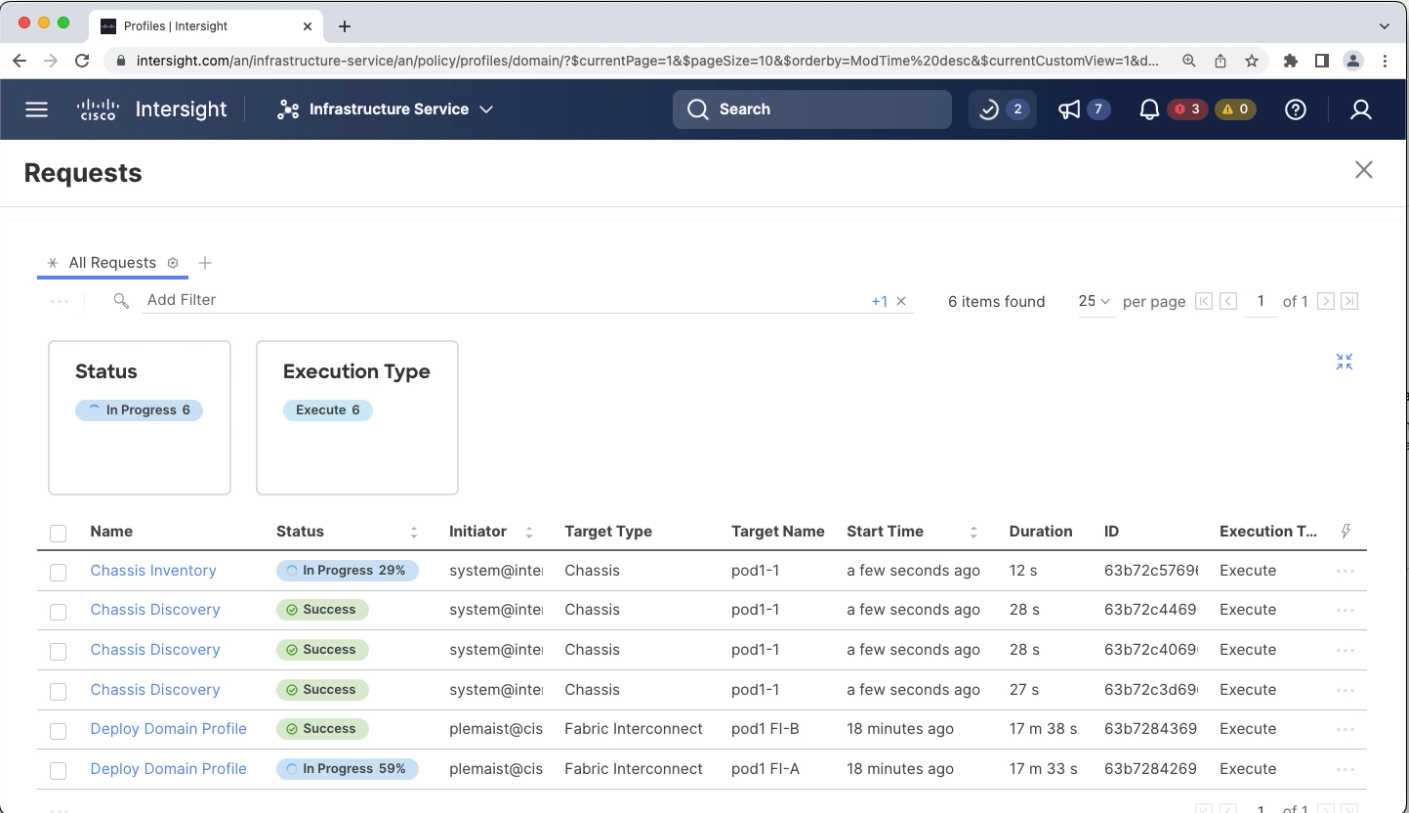 Profiles | Intersight
intersight.com/an/infrastructure-service/an/policy/profiles/domain/?$currentPage=1&$pageSize=10&$orderby=ModTime%20desc&$currentCustomView=1&d...
CISCO Intersight Infrastructure Service Search 2 7 3 0
Requests
All Requests
Add Filter +1 6 items found 25 per page 1 of 1
Status Execution Type
In Progress 6 Execute 6
Name Status Initiator Target Type Target Name Start Time Duration ID Execution T...
Chassis Inventory In Progress 29% system@inte Chassis pod1-1 a few seconds ago 12 s 63b72c5769 Execute
Chassis Discovery Success system@inte Chassis pod1-1 a few seconds ago 28 s 63b72c4469 Execute
Chassis Discovery Success system@inte Chassis pod1-1 a few seconds ago 28 s 63b72c4069 Execute
Chassis Discovery Success system@inte Chassis pod1-1 a few seconds ago 27 s 63b72c3d69 Execute
Deploy Domain Profile Success plemaist@cis Fabric Interconnect pod1 FI-B 18 minutes ago 17 m 38 s 63b7284369 Execute
Deploy Domain Profile In Progress 59% plemaist@cis Fabric Interconnect pod1 FI-A 18 minutes ago 17 m 33 s 63b7284269 Execute
1 of 1